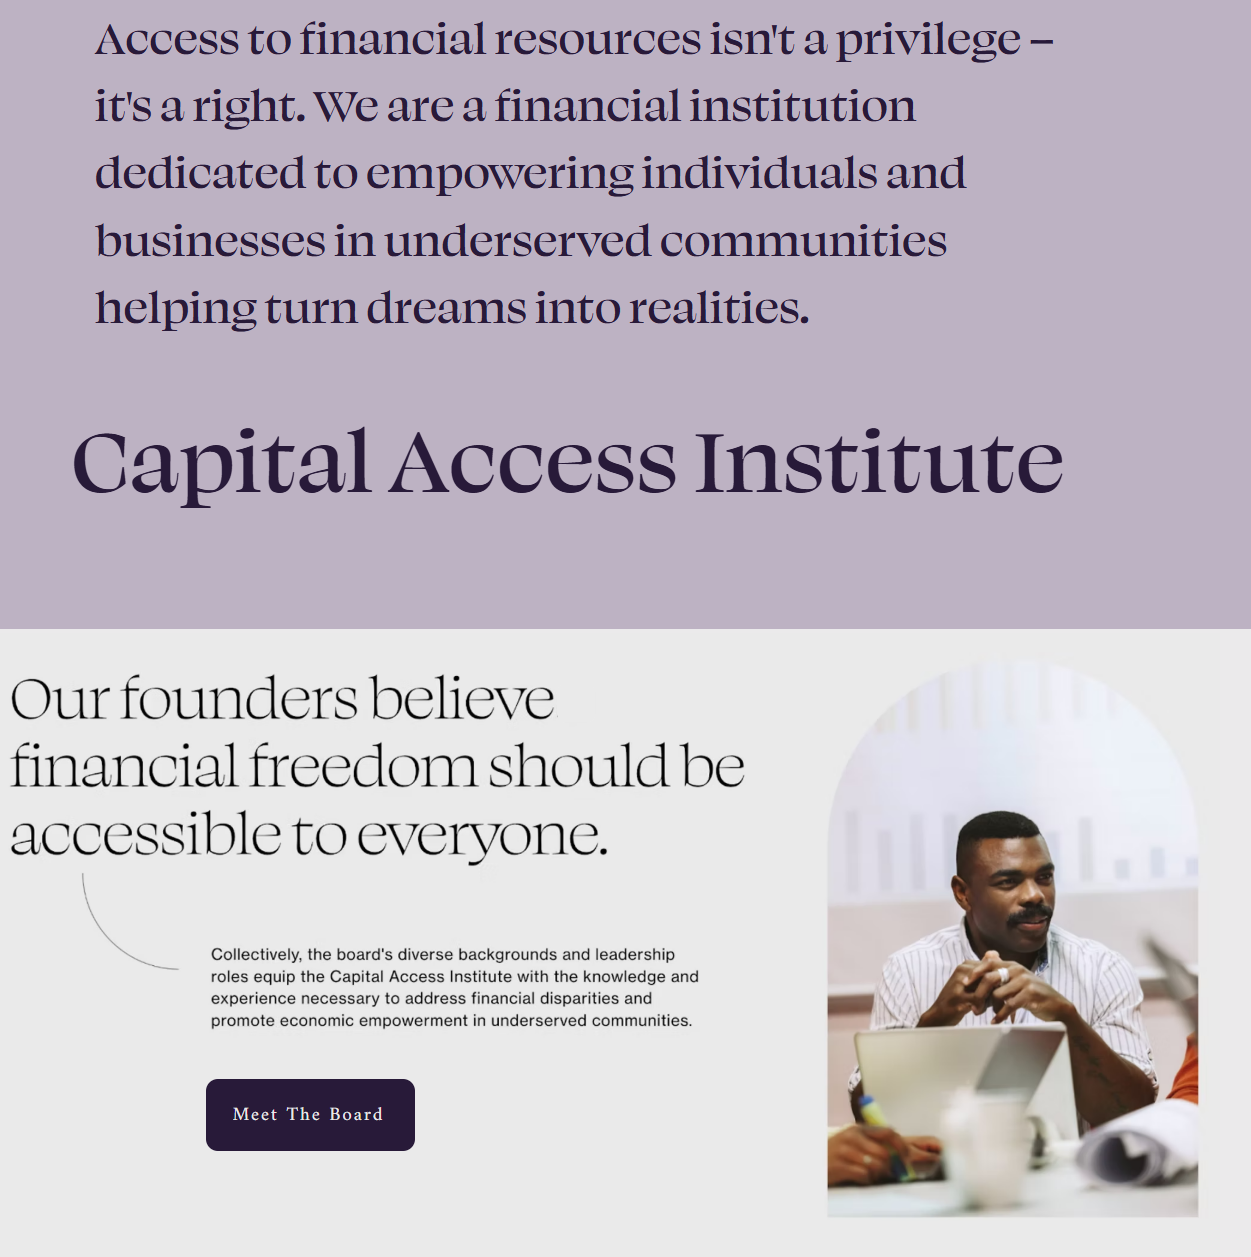 Access to financial resources isn't a privilege –
it's a right. We are a financial institution
dedicated to empowering individuals and
businesses in underserved communities
helping turn dreams into realities.
Capital Access Institute
Our founders believe
financial freedom should be
accessible to everyone.
Collectively, the board's diverse backgrounds and leadership
roles equip the Capital Access Institute with the knowledge and
experience necessary to address financial disparities and
promote economic empowerment in underserved communities.
Meet The Board